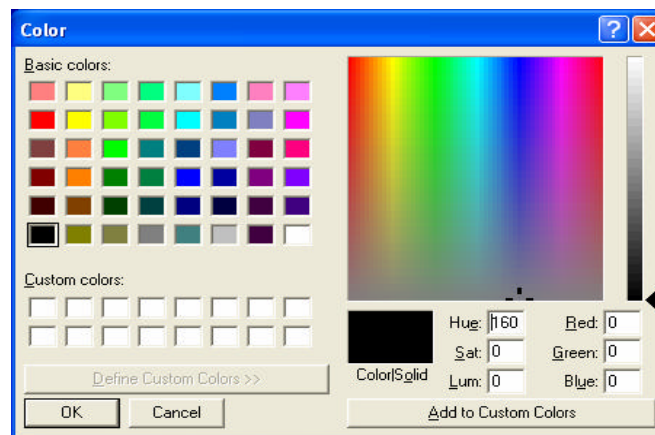 Color
Basic colors:
Custom colors:
Define Custom Colors >>
OK Cancel
Color|Solid
Hue: 160 Red: 0
Sat: 0 Green: 0
Lum: 0 Blue: 0
Add to Custom Colors